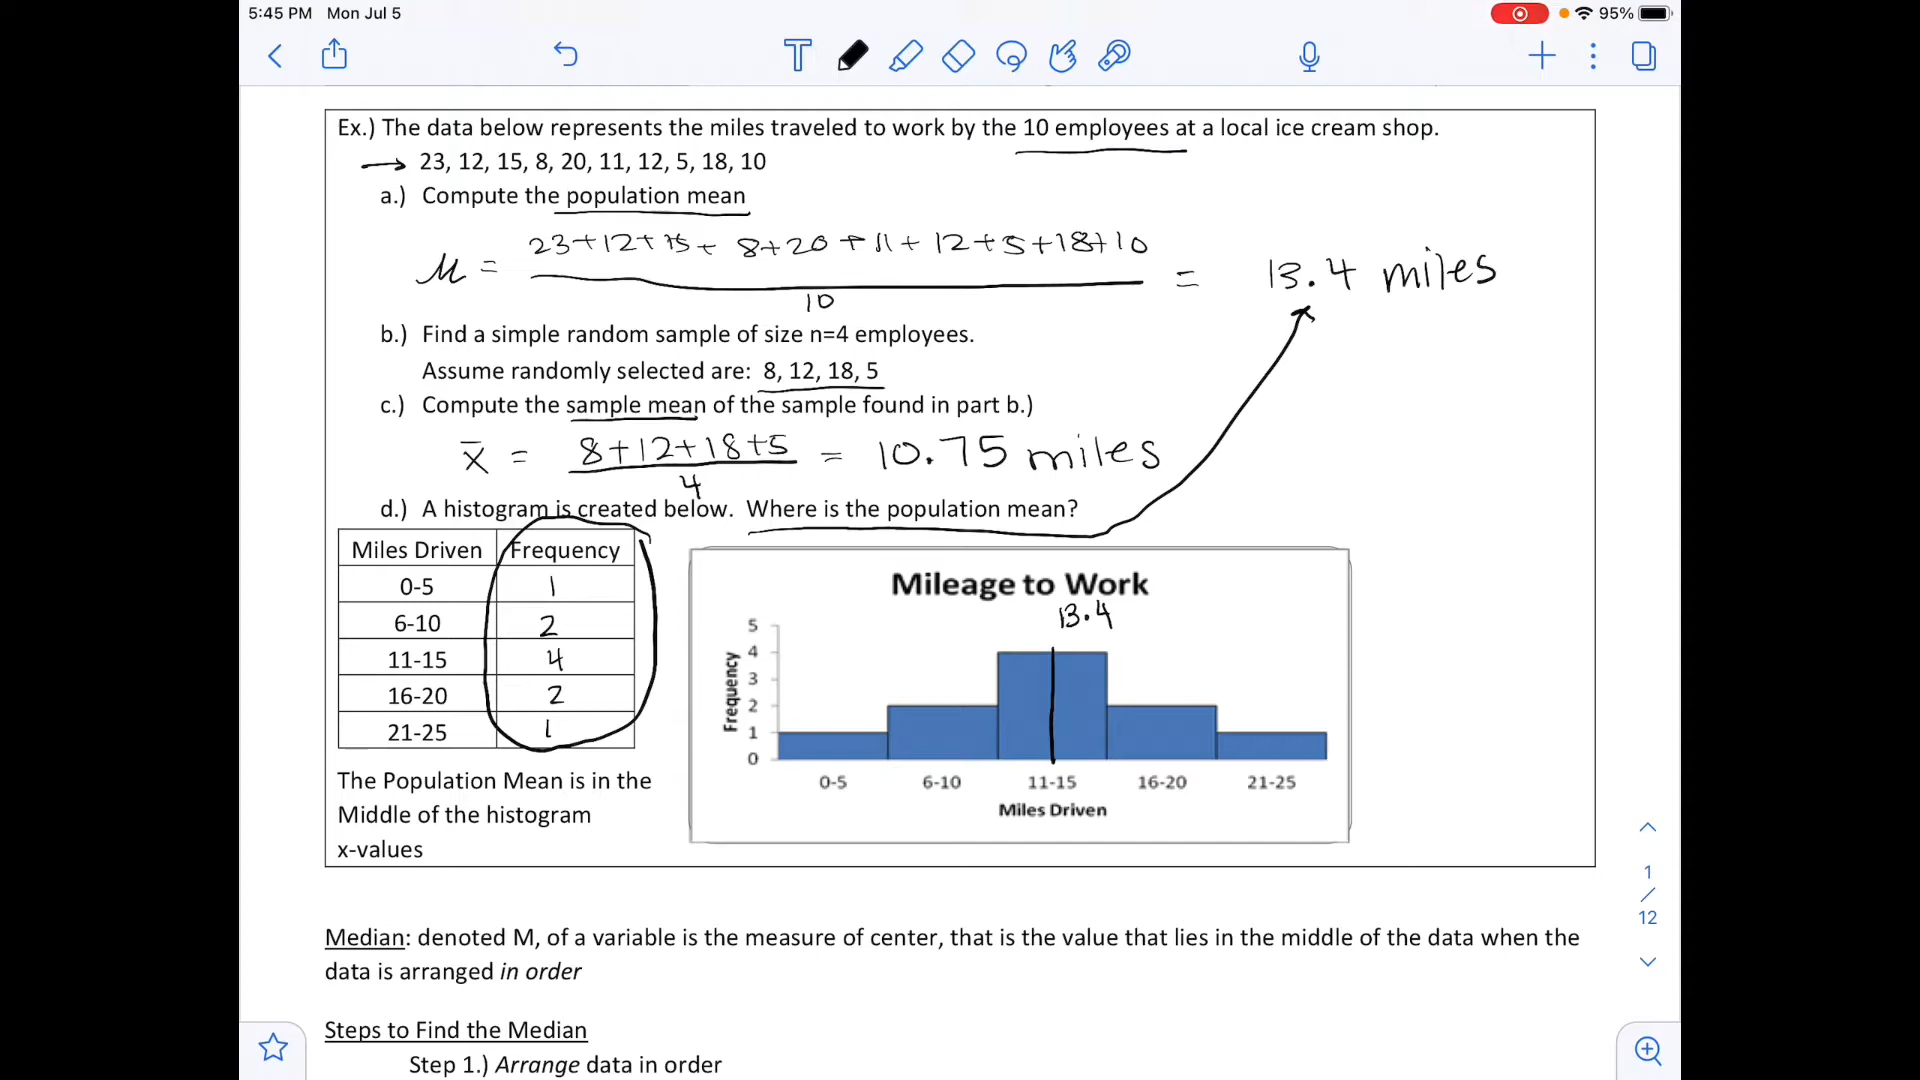 5:45 PM Mon Jul 5 95%
Ex.) The data below represents the miles traveled to work by the 10 employees at a local ice cream shop.
→ 23, 12, 15, 8, 20, 11, 12, 5, 18, 10
a.) Compute the population mean
μ = 23+12+15+ 8+20+11+12+5+18+10 = 13.4 miles
10
b.) Find a simple random sample of size n=4 employees.
Assume randomly selected are: 8, 12, 18, 5
c.) Compute the sample mean of the sample found in part b.)
x̄ = 8+12+18+5 = 10.75 miles
4
d.) A histogram is created below. Where is the population mean?
Miles Driven Frequency
0-5 1
6-10 2
11-15 4
16-20 2
21-25 1
The Population Mean is in the
Middle of the histogram
x-values
Mileage to Work
13.4
5
4
3
2
1
0
Frequency
0-5 6-10 11-15 16-20 21-25
Miles Driven
1
/
12
Median: denoted M, of a variable is the measure of center, that is the value that lies in the middle of the data when the
data is arranged in order
Steps to Find the Median
Step 1.) Arrange data in order